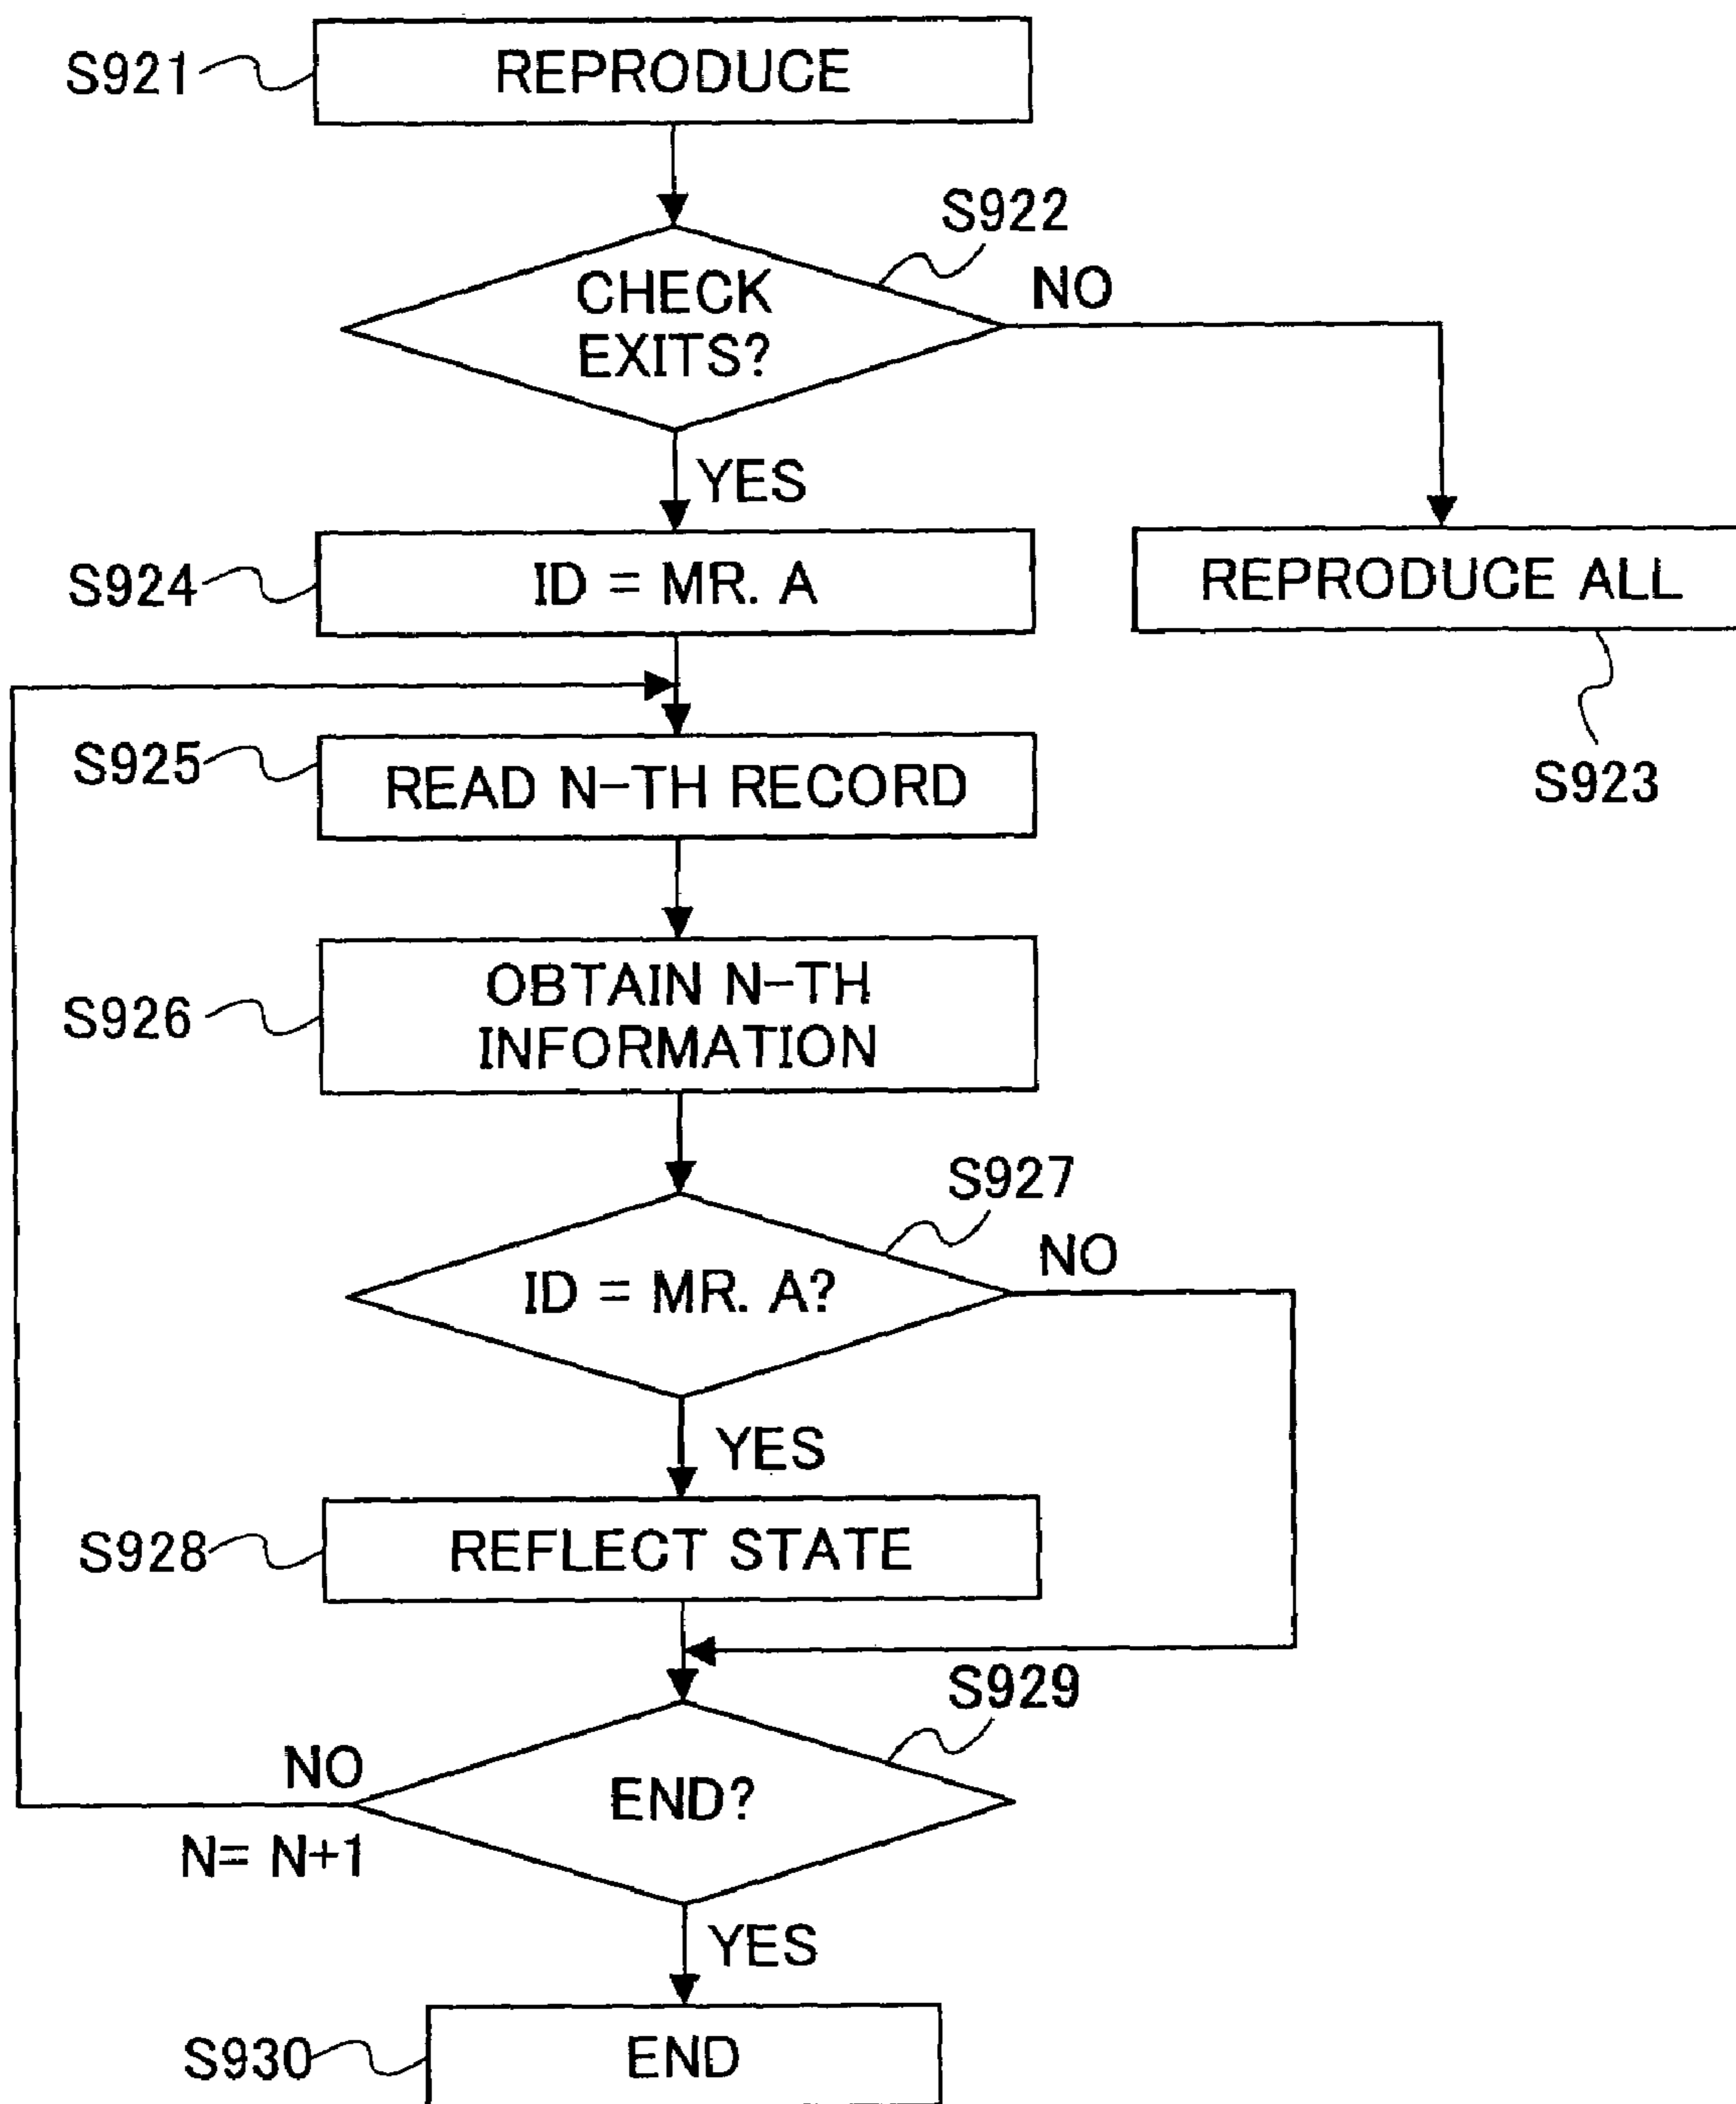 S921
REPRODUCE
S922
CHECK
EXITS?
NO
YES
S924
ID = MR. A
REPRODUCE ALL
S923
S925
READ N-TH RECORD
S926
OBTAIN N-TH
INFORMATION
S927
ID = MR. A?
NO
YES
S928
REFLECT STATE
S929
END?
NO
N= N+1
YES
S930
END